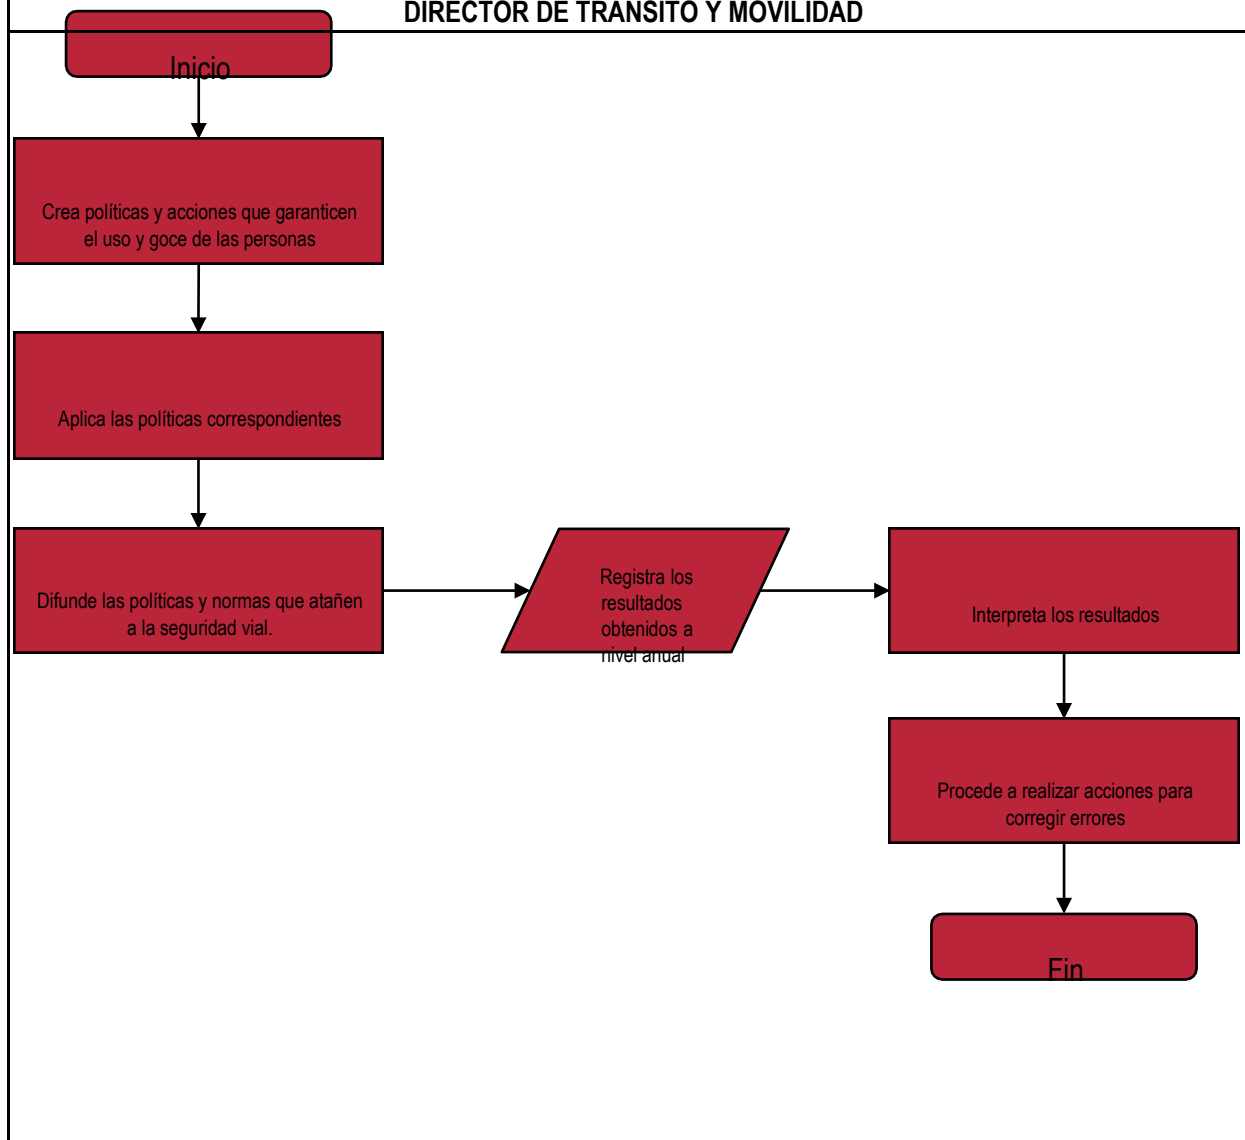 DIRECTOR DE TRANSITO Y MOVILIDAD
Inicio
Crea políticas y acciones que garanticen
el uso y goce de las personas
Aplica las políticas correspondientes
Difunde las políticas y normas que atañen
a la seguridad vial.
Registra los
resultados
obtenidos a
nivel anual
Interpreta los resultados
Procede a realizar acciones para
corregir errores
Fin